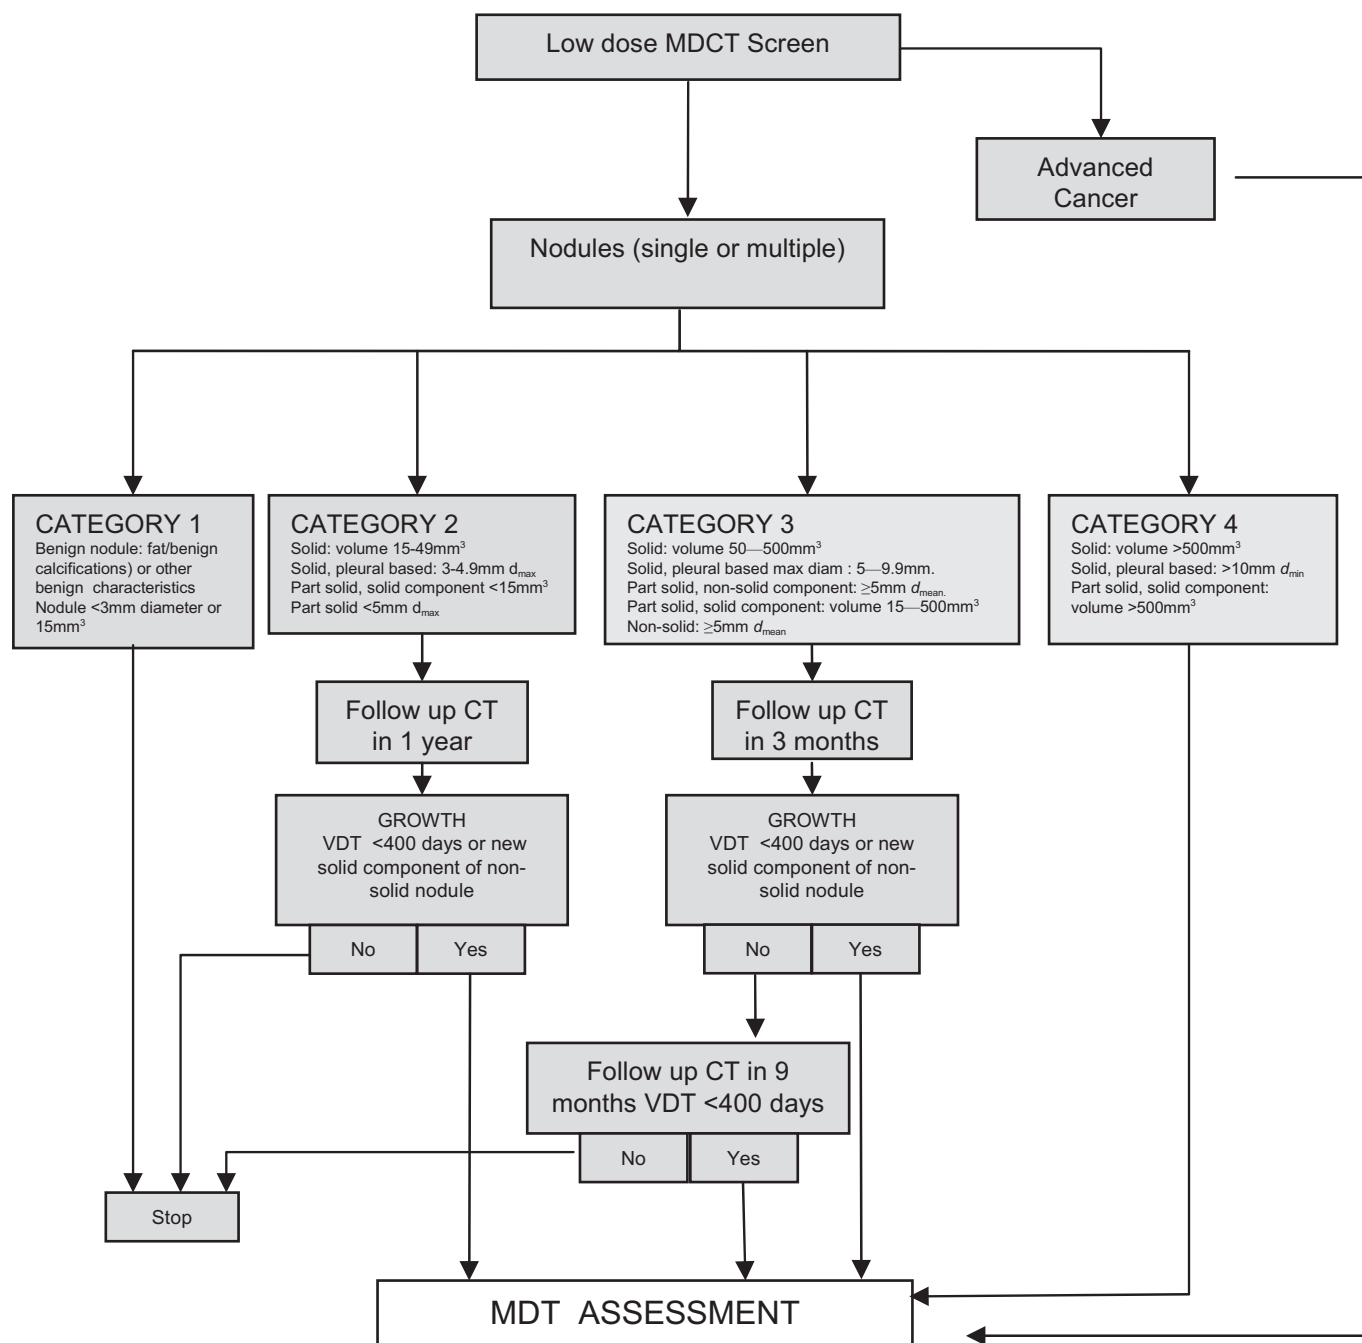 Low dose MDCT Screen
Advanced
Cancer
Nodules (single or multiple)
CATEGORY 1
Benign nodule: fat/benign
calcifications) or other
benign characteristics
Nodule <3mm diameter or
15mm³
CATEGORY 2
Solid: volume 15-49mm³
Solid, pleural based: 3-4.9mm dmax
Part solid, solid component <15mm³
Part solid <5mm dmax
CATEGORY 3
Solid: volume 50—500mm³
Solid, pleural based max diam : 5—9.9mm.
Part solid, non-solid component: ≥5mm dmean.
Part solid, solid component: volume 15—500mm³
Non-solid: ≥5mm dmean
CATEGORY 4
Solid: volume >500mm³
Solid, pleural based: >10mm dmin
Part solid, solid component:
volume >500mm³
Follow up CT
in 1 year
Follow up CT
in 3 months
GROWTH
VDT <400 days or new
solid component of non-
solid nodule
No
Yes
GROWTH
VDT <400 days or new
solid component of non-
solid nodule
No
Yes
Follow up CT in 9
months VDT <400 days
No
Yes
Stop
MDT ASSESSMENT